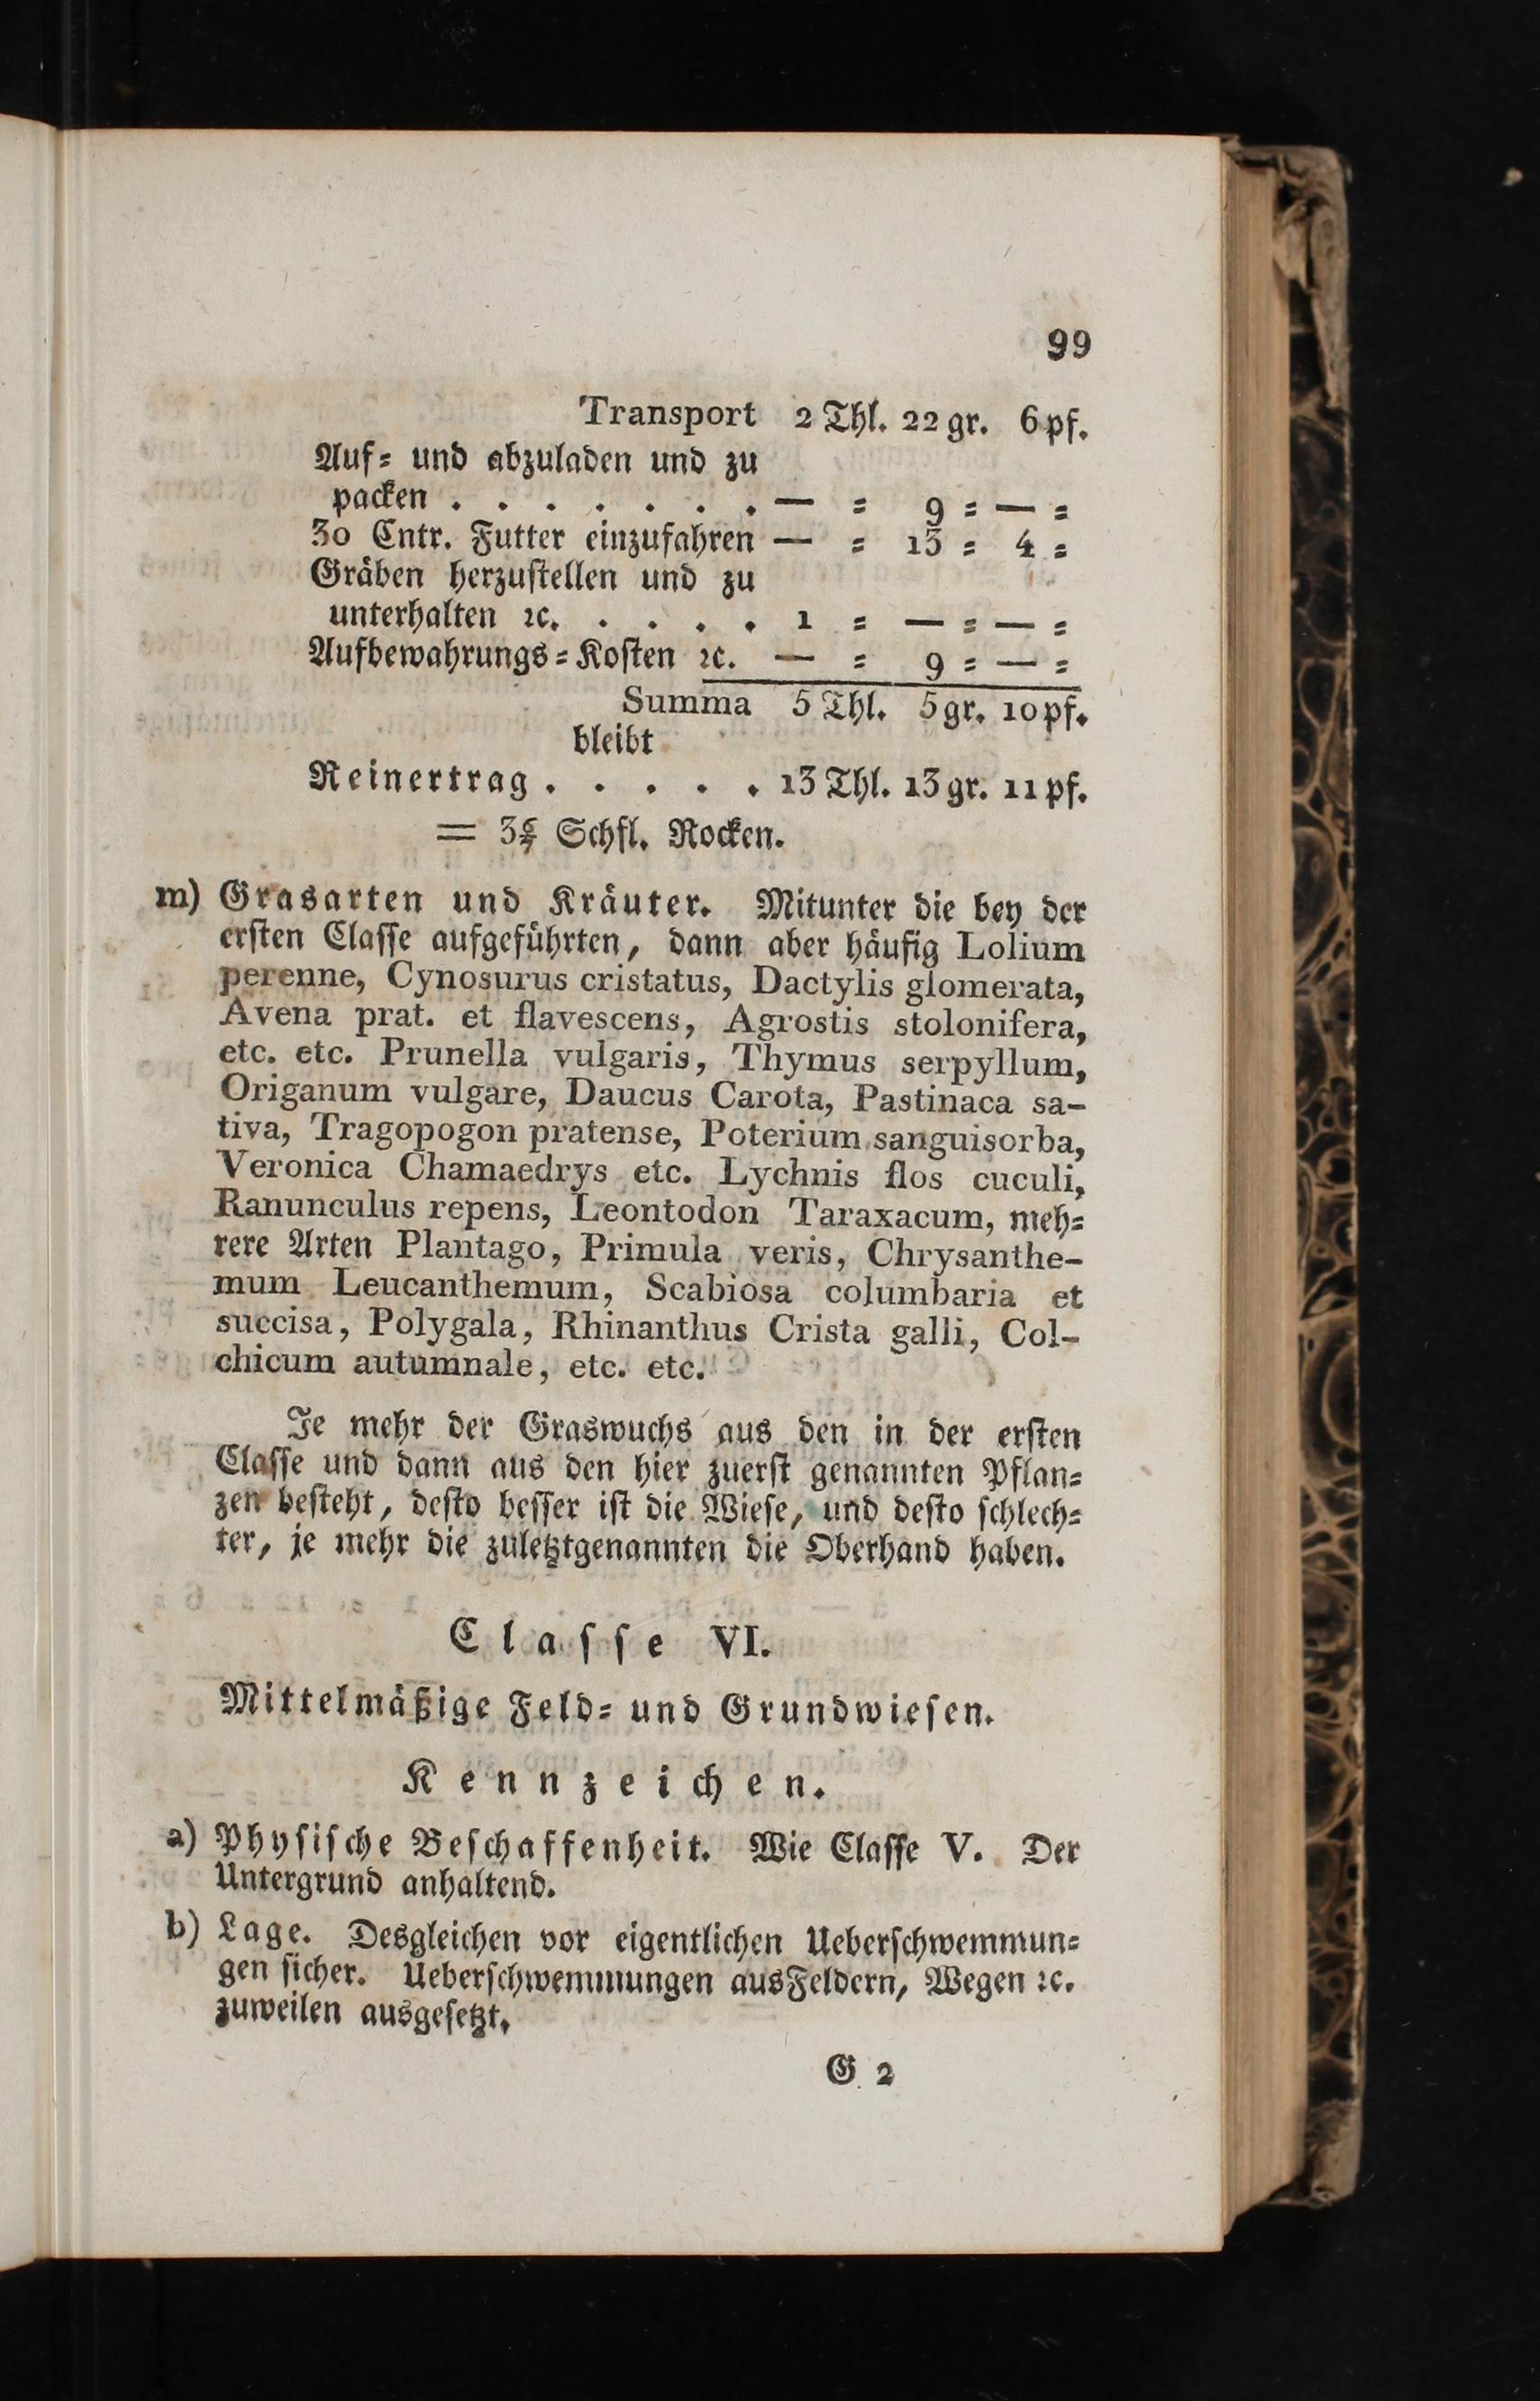 99
Transport 2 Thl. 22 gr. 6 pf.
Auf= und abzuladen und zu
packen . . . . . . . — = 9 = — =
30 Cntr. Futter einzufahren — = 13 = 4 =
Gräben herzuſtellen und zu
unterhalten ꝛc. . . . . 1 = — = — =
Aufbewahrungs=Koſten ꝛc. — = 9 = — =
Summa 5 Thl. 5 gr. 10 pf.
bleibt
Reinertrag . . . . . 13 Thl. 13 gr. 11 pf.
= Schfl. Rocken.
m) Grasarten und Kräuter. Mitunter die bey der
erſten Claſſe aufgeführten, dann aber häufig Lolium
perenne, Cynosurus cristatus, Dactylis glomerata,
Avena prat. et flavescens, Agrostis stolonifera,
etc. etc. Prunella vulgaris, Thymus serpyllum,
Origanum vulgare, Daucus Carota, Pastinaca sa-
tiva, Tragopogon pratense, Poterium sanguisorba,
Veronica Chamaedrys etc. Lychnis flos cuculi,
Ranunculus repens, Leontodon Taraxacum, meh=
rere Arten Plantago, Primula veris, Chrysanthe-
mum Leucanthemum, Scabiosa columbaria et
succisa, Polygala, Rhinanthus Crista galli, Col-
chicum autumnale, etc. etc.
Je mehr der Graswuchs aus den in der erſten
Claſſe und dann aus den hier zuerſt genannten Pflan=
zen beſteht, deſto beſſer iſt die Wieſe, und deſto ſchlech=
ter, je mehr die zuletztgenannten die Oberhand haben.
Claſſe VI.
Mittelmäßige Feld= und Grundwieſen.
Kennzeichen.
a) Phyſiſche Beſchaffenheit. Wie Claſſe V. Der
Untergrund anhaltend.
b) Lage. Desgleichen vor eigentlichen Ueberſchwemmun=
gen ſicher. Ueberſchwemmungen aus Feldern, Wegen ꝛc.
zuweilen ausgeſetzt.
G 2